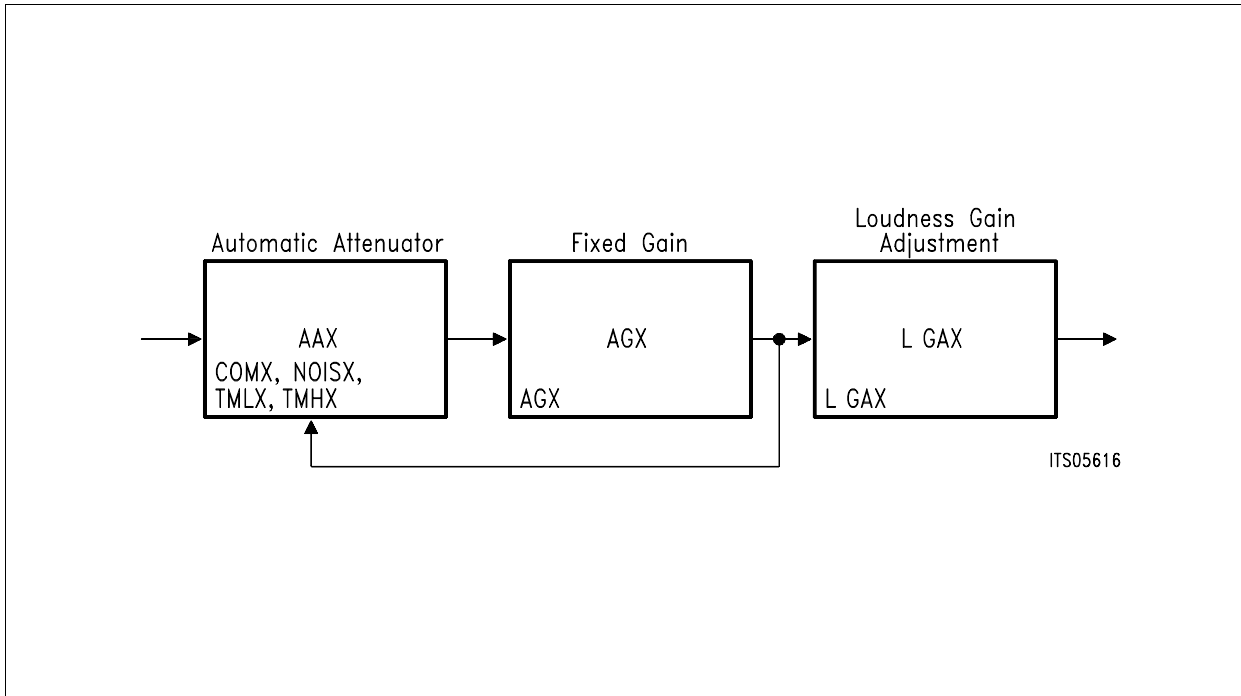 Automatic Attenuator
AAX
COMX, NOISX,
TMLX, TMHX
Fixed Gain
AGX
AGX
Loudness Gain
Adjustment
L GAX
L GAX
ITS05616